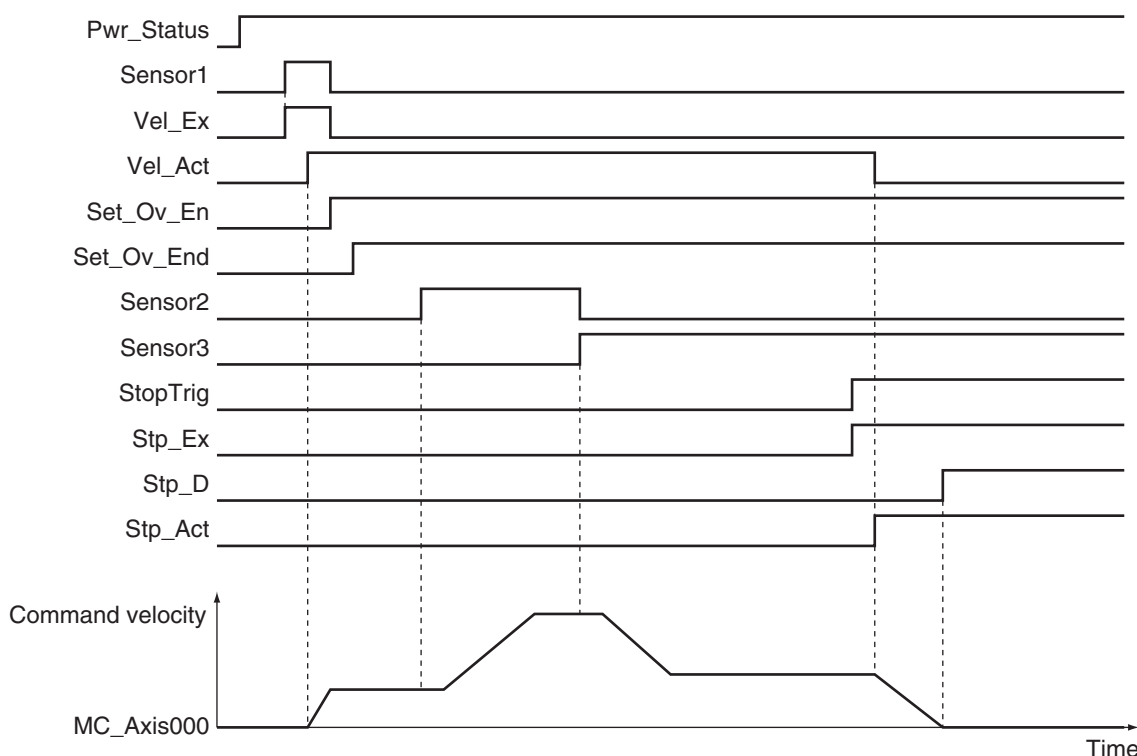 Pwr_Status
Sensor1
Vel_Ex
Vel_Act
Set_Ov_En
Set_Ov_End
Sensor2
Sensor3
StopTrig
Stp_Ex
Stp_D
Stp_Act
Command velocity
MC_Axis000
Time